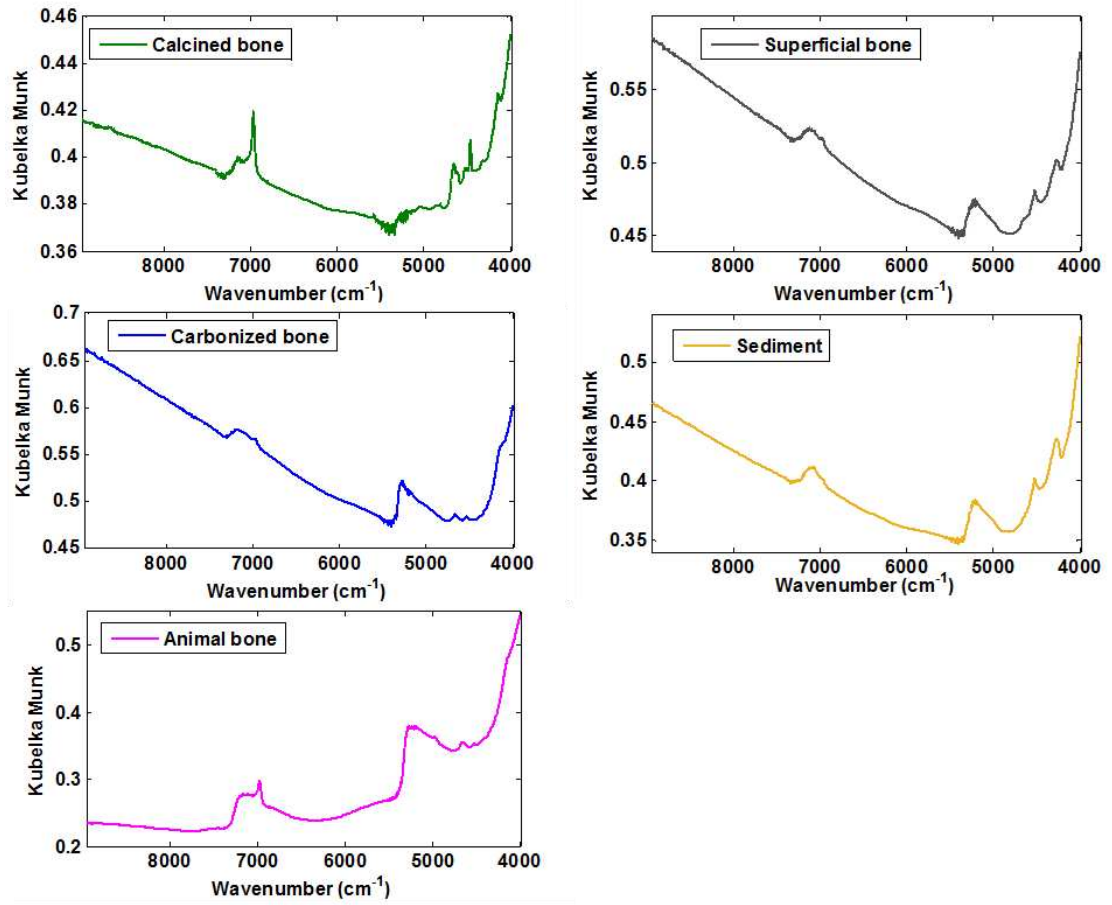 Calcined bone
0.46
0.44
0.42
0.4
0.38
0.36
Kubelka Munk
8000 7000 6000 5000 4000
Wavenumber (cm⁻¹)
Superficial bone
0.55
0.5
0.45
Kubelka Munk
8000 7000 6000 5000 4000
Wavenumber (cm⁻¹)
Carbonized bone
0.7
0.65
0.6
0.55
0.5
0.45
Kubelka Munk
8000 7000 6000 5000 4000
Wavenumber (cm⁻¹)
Sediment
0.5
0.45
0.4
0.35
Kubelka Munk
8000 7000 6000 5000 4000
Wavenumber (cm⁻¹)
Animal bone
0.5
0.4
0.3
0.2
Kubelka Munk
8000 7000 6000 5000 4000
Wavenumber (cm⁻¹)